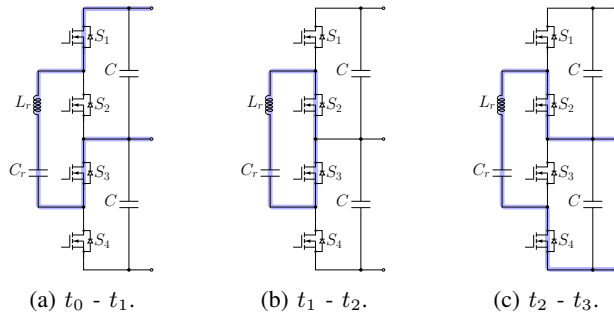 S1
C
Lr
S2
Cr
S3
C
S4
(a) t0 - t1.
S1
C
Lr
S2
Cr
S3
C
S4
(b) t1 - t2.
S1
C
Lr
S2
Cr
S3
C
S4
(c) t2 - t3.